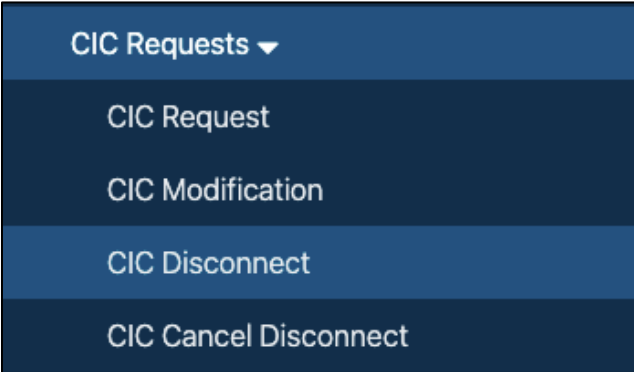 CIC Requests
CIC Request
CIC Modification
CIC Disconnect
CIC Cancel Disconnect